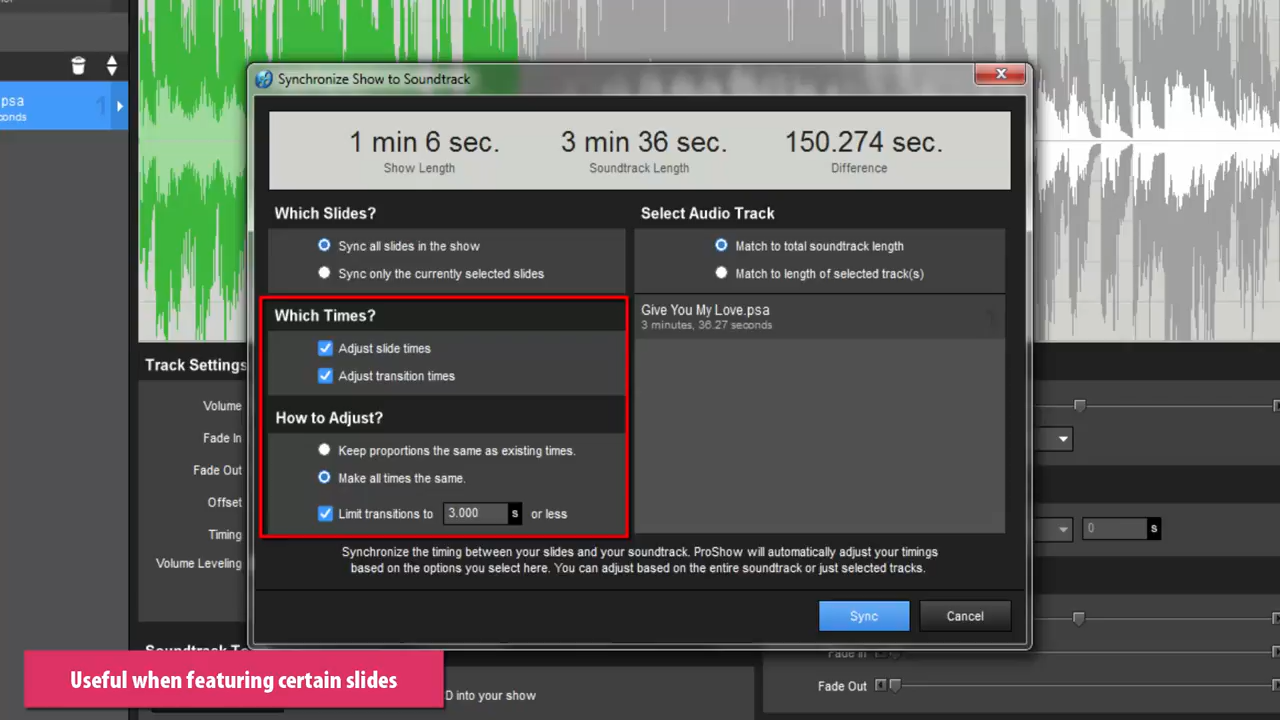 .psa
1
conds
Synchronize Show to Soundtrack
1 min 6 sec.
3 min 36 sec.
150.274 sec.
Show Length
Soundtrack Length
Difference
Which Slides?
Sync all slides in the show
Sync only the currently selected slides
Select Audio Track
Match to total soundtrack length
Match to length of selected track(s)
Give You My Love.psa
3 minutes, 36.27 seconds
1
Which Times?
Adjust slide times
Adjust transition times
How to Adjust?
Keep proportions the same as existing times.
Make all times the same.
Limit transitions to 3.000 s or less
Synchronize the timing between your slides and your soundtrack. ProShow will automatically adjust your timings
based on the options you select here. You can adjust based on the entire soundtrack or just selected tracks.
Sync
Cancel
Track Settings
Volume
Fade In
Fade Out
Offset
Timing
Volume Leveling
0 s
Soundtrack T
D into your show
Fade In
Fade Out
Useful when featuring certain slides